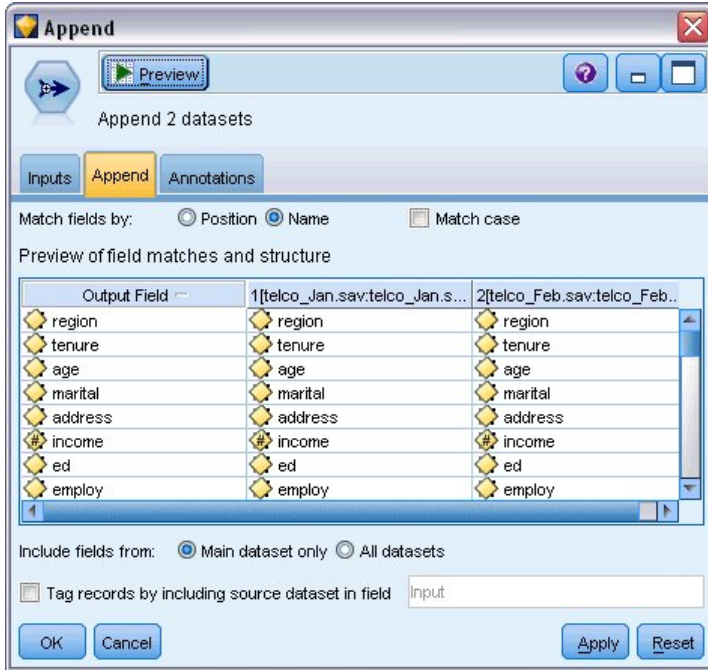 Append
Preview
Append 2 datasets
Inputs Append Annotations
Match fields by: Position Name Match case
Preview of field matches and structure
Output Field 1[telco_Jan.sav:telco_Jan.s... 2[telco_Feb.sav:telco_Feb...
region region region
tenure tenure tenure
age age age
marital marital marital
address address address
# income # income # income
ed ed ed
employ employ employ
Include fields from: Main dataset only All datasets
Tag records by including source dataset in field Input
OK Cancel Apply Reset